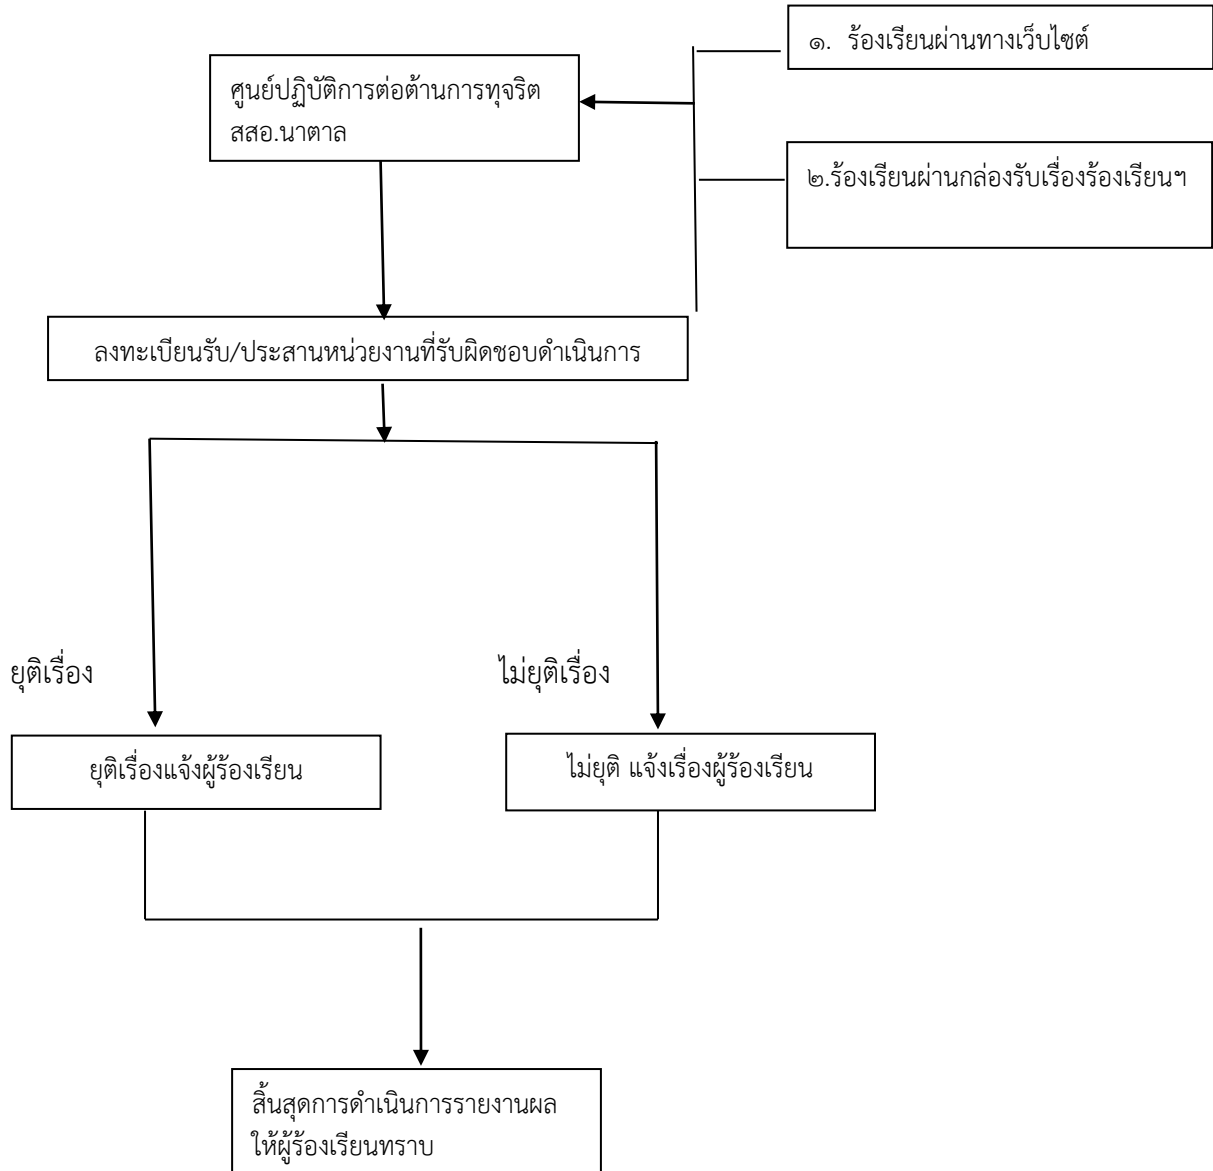 ๑. ร้องเรียนผ่านทางเว็บไซต์
ศูนย์ปฏิบัติการต่อต้านการทุจริต
สสอ.นาตาล
๒.ร้องเรียนผ่านกล่องรับเรื่องร้องเรียนฯ
ลงทะเบียนรับ/ประสานหน่วยงานที่รับผิดชอบดำเนินการ
ยุติเรื่อง
ไม่ยุติเรื่อง
ยุติเรื่องแจ้งผู้ร้องเรียน
ไม่ยุติ แจ้งเรื่องผู้ร้องเรียน
สิ้นสุดการดำเนินการรายงานผล
ให้ผู้ร้องเรียนทราบ